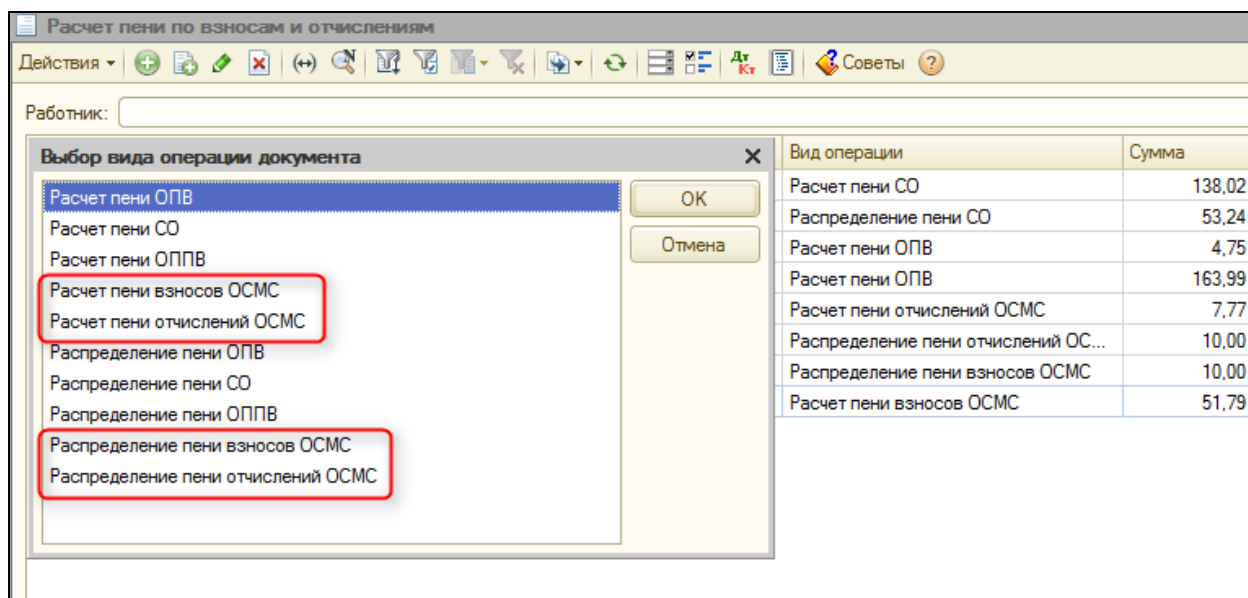 Расчет пени по взносам и отчислениям
Действия Советы
Работник:
Выбор вида операции документа
Расчет пени ОПВ
Расчет пени СО
Расчет пени ОППВ
Расчет пени взносов ОСМС
Расчет пени отчислений ОСМС
Распределение пени ОПВ
Распределение пени СО
Распределение пени ОППВ
Распределение пени взносов ОСМС
Распределение пени отчислений ОСМС
OK
Отмена
Вид операции Сумма
Расчет пени СО 138,02
Распределение пени СО 53,24
Расчет пени ОПВ 4,75
Расчет пени ОПВ 163,99
Расчет пени отчислений ОСМС 7,77
Распределение пени отчислений ОС... 10,00
Распределение пени взносов ОСМС 10,00
Расчет пени взносов ОСМС 51,79